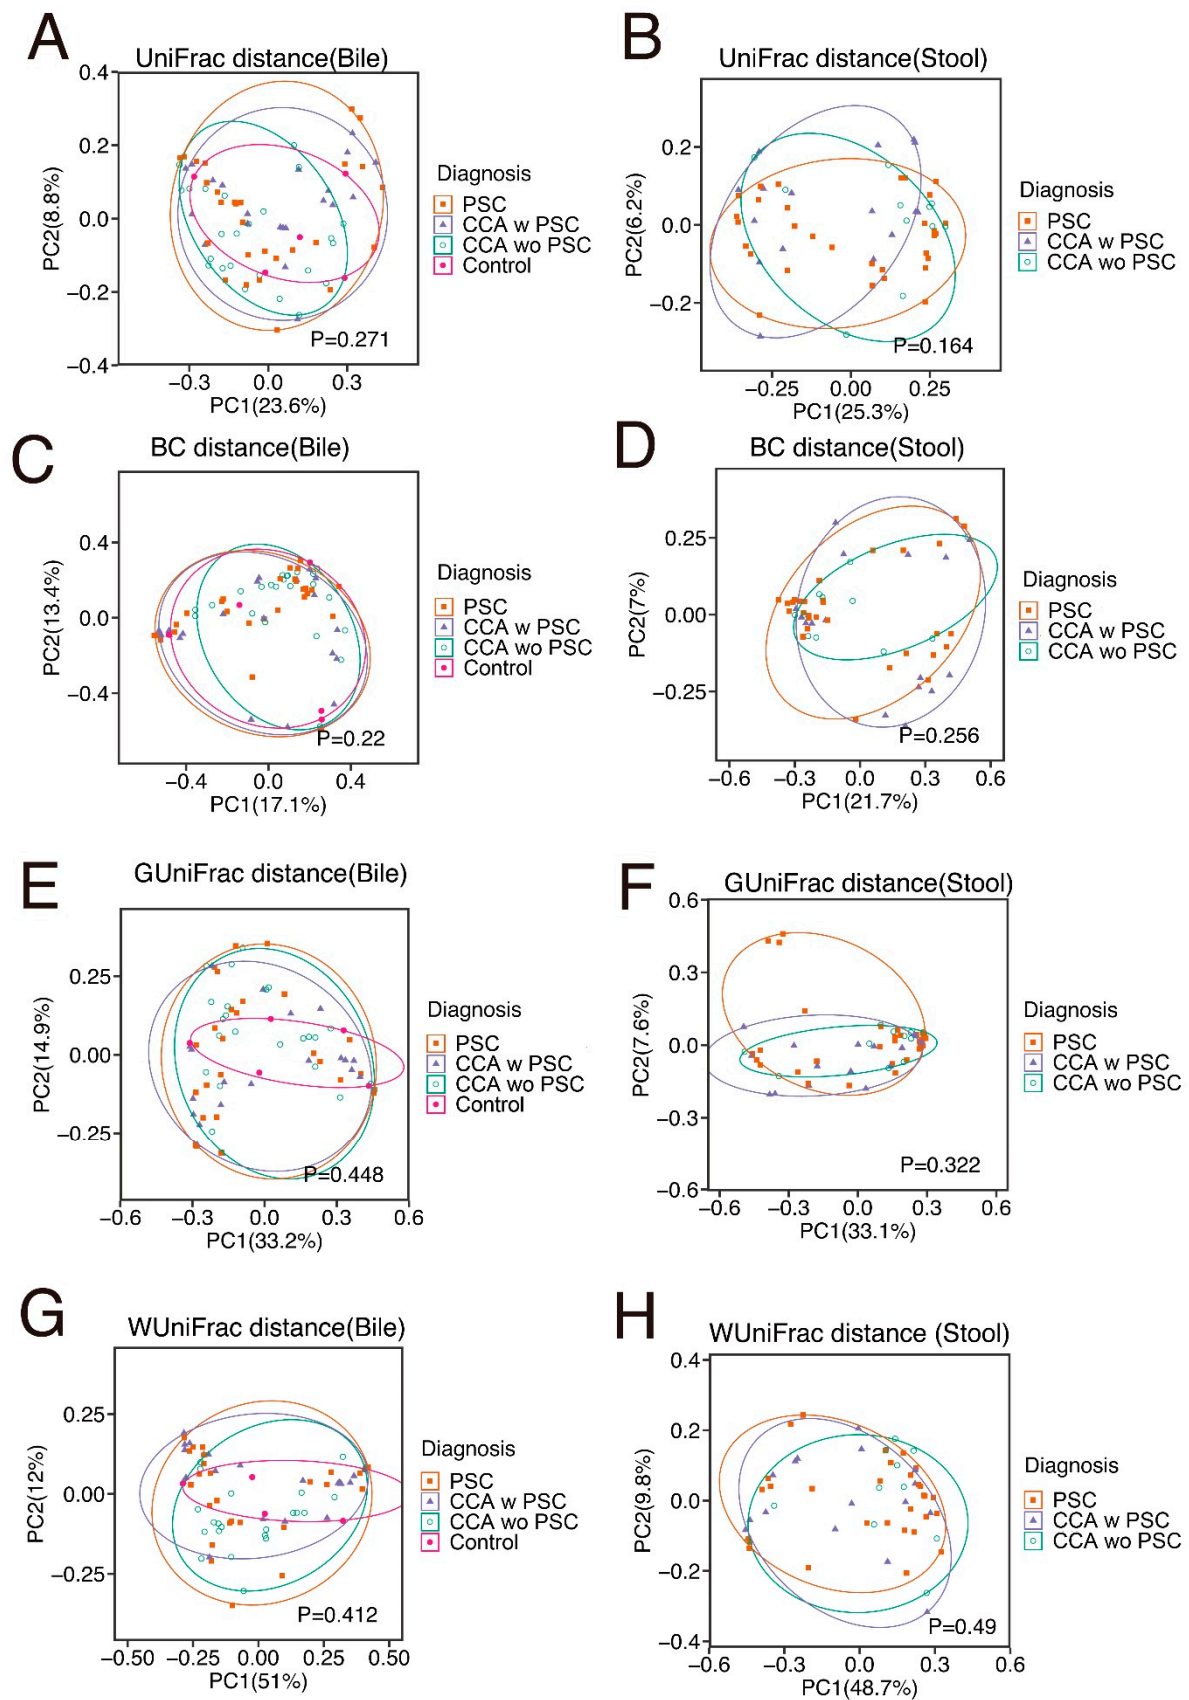 A
UniFrac distance(Bile)
0.4
0.2
0.0
−0.2
−0.4
PC2(8.8%)
−0.3 0.0 0.3
PC1(23.6%)
P=0.271
Diagnosis
PSC
CCA w PSC
CCA wo PSC
Control
B
UniFrac distance(Stool)
0.2
0.0
−0.2
PC2(6.2%)
−0.25 0.00 0.25
PC1(25.3%)
P=0.164
Diagnosis
PSC
CCA w PSC
CCA wo PSC
C
BC distance(Bile)
0.4
0.0
−0.4
PC2(13.4%)
−0.4 0.0 0.4
PC1(17.1%)
P=0.22
Diagnosis
PSC
CCA w PSC
CCA wo PSC
Control
D
BC distance(Stool)
0.25
0.00
−0.25
PC2(7%)
−0.6 −0.3 0.0 0.3 0.6
PC1(21.7%)
P=0.256
Diagnosis
PSC
CCA w PSC
CCA wo PSC
E
GUniFrac distance(Bile)
0.25
0.00
−0.25
PC2(14.9%)
−0.6 −0.3 0.0 0.3 0.6
PC1(33.2%)
P=0.448
Diagnosis
PSC
CCA w PSC
CCA wo PSC
Control
F
GUniFrac distance(Stool)
0.6
0.3
0.0
−0.3
−0.6
PC2(7.6%)
−0.6 −0.3 0.0 0.3 0.6
PC1(33.1%)
P=0.322
Diagnosis
PSC
CCA w PSC
CCA wo PSC
G
WUniFrac distance(Bile)
0.25
0.00
−0.25
PC2(12%)
−0.50 −0.25 0.00 0.25 0.50
PC1(51%)
P=0.412
Diagnosis
PSC
CCA w PSC
CCA wo PSC
Control
H
WUniFrac distance (Stool)
0.4
0.2
0.0
−0.2
−0.4
PC2(9.8%)
−0.6 −0.3 0.0 0.3 0.6
PC1(48.7%)
P=0.49
Diagnosis
PSC
CCA w PSC
CCA wo PSC